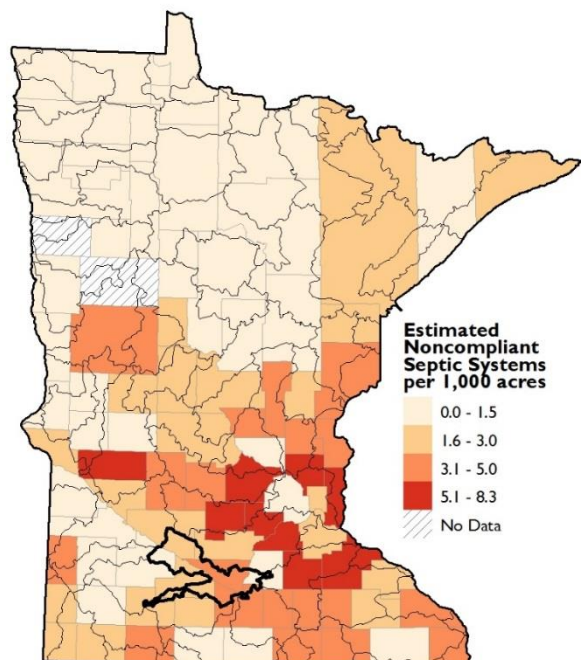 Estimated
Noncompliant
Septic Systems
per 1,000 acres
0.0 - 1.5
1.6 - 3.0
3.1 - 5.0
5.1 - 8.3
No Data